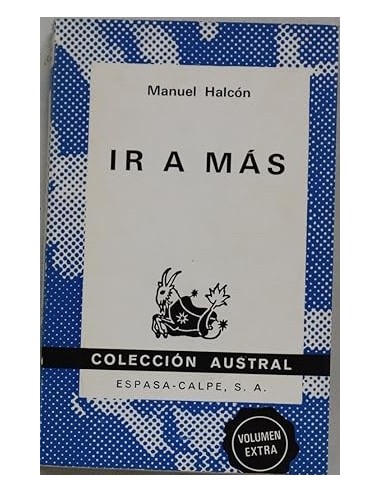 Manuel Halcón
IR A MÁS
COLECCIÓN AUSTRAL
ESPASA-CALPE, S. A.
VOLUMEN
EXTRA